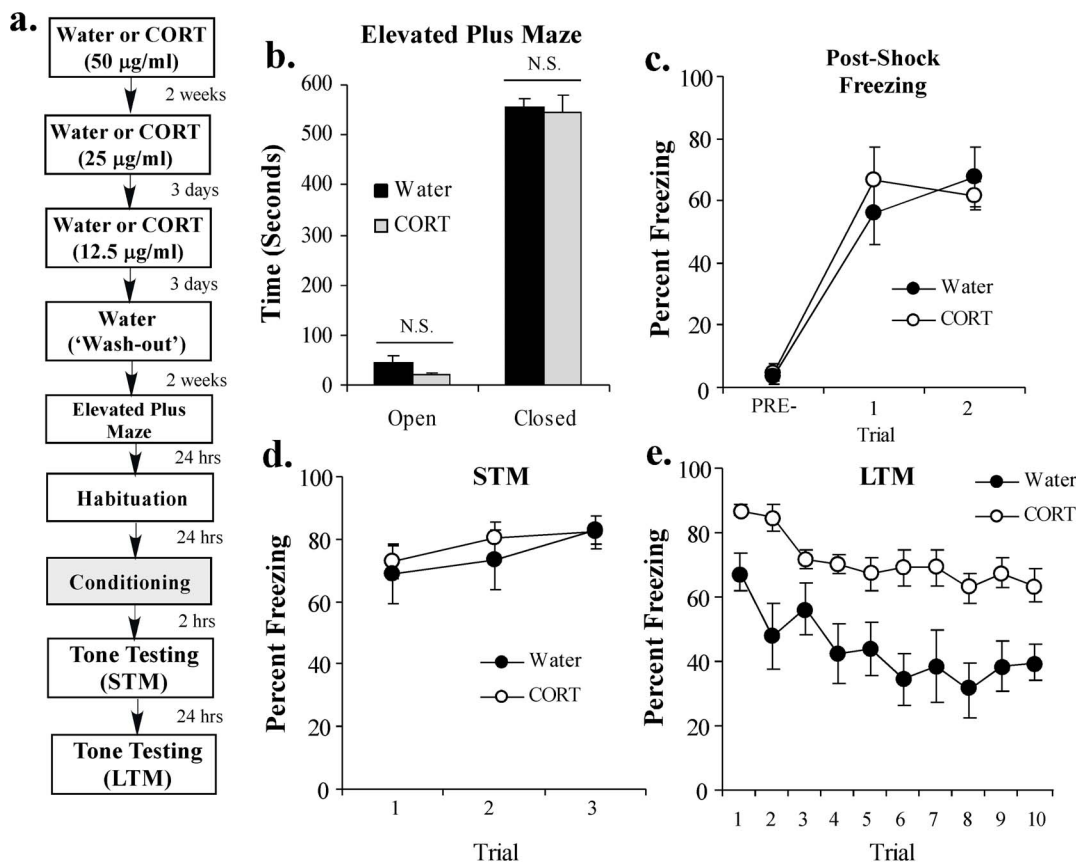 a.
Water or CORT
(50 μg/ml)
2 weeks
Water or CORT
(25 μg/ml)
3 days
Water or CORT
(12.5 μg/ml)
3 days
Water
(‘Wash-out’)
2 weeks
Elevated Plus
Maze
24 hrs
Habituation
24 hrs
Conditioning
2 hrs
Tone Testing
(STM)
24 hrs
Tone Testing
(LTM)
b.
Elevated Plus Maze
N.S.
600
500
400
300
200
100
0
Time (Seconds)
Water
CORT
N.S.
Open
Closed
c.
Post-Shock
Freezing
100
80
60
40
20
0
Percent Freezing
Water
CORT
PRE-
1
2
Trial
d.
STM
100
80
60
40
20
0
Percent Freezing
Water
CORT
1
2
3
Trial
e.
LTM
Water
CORT
100
80
60
40
20
0
Percent Freezing
1 2 3 4 5 6 7 8 9 10
Trial